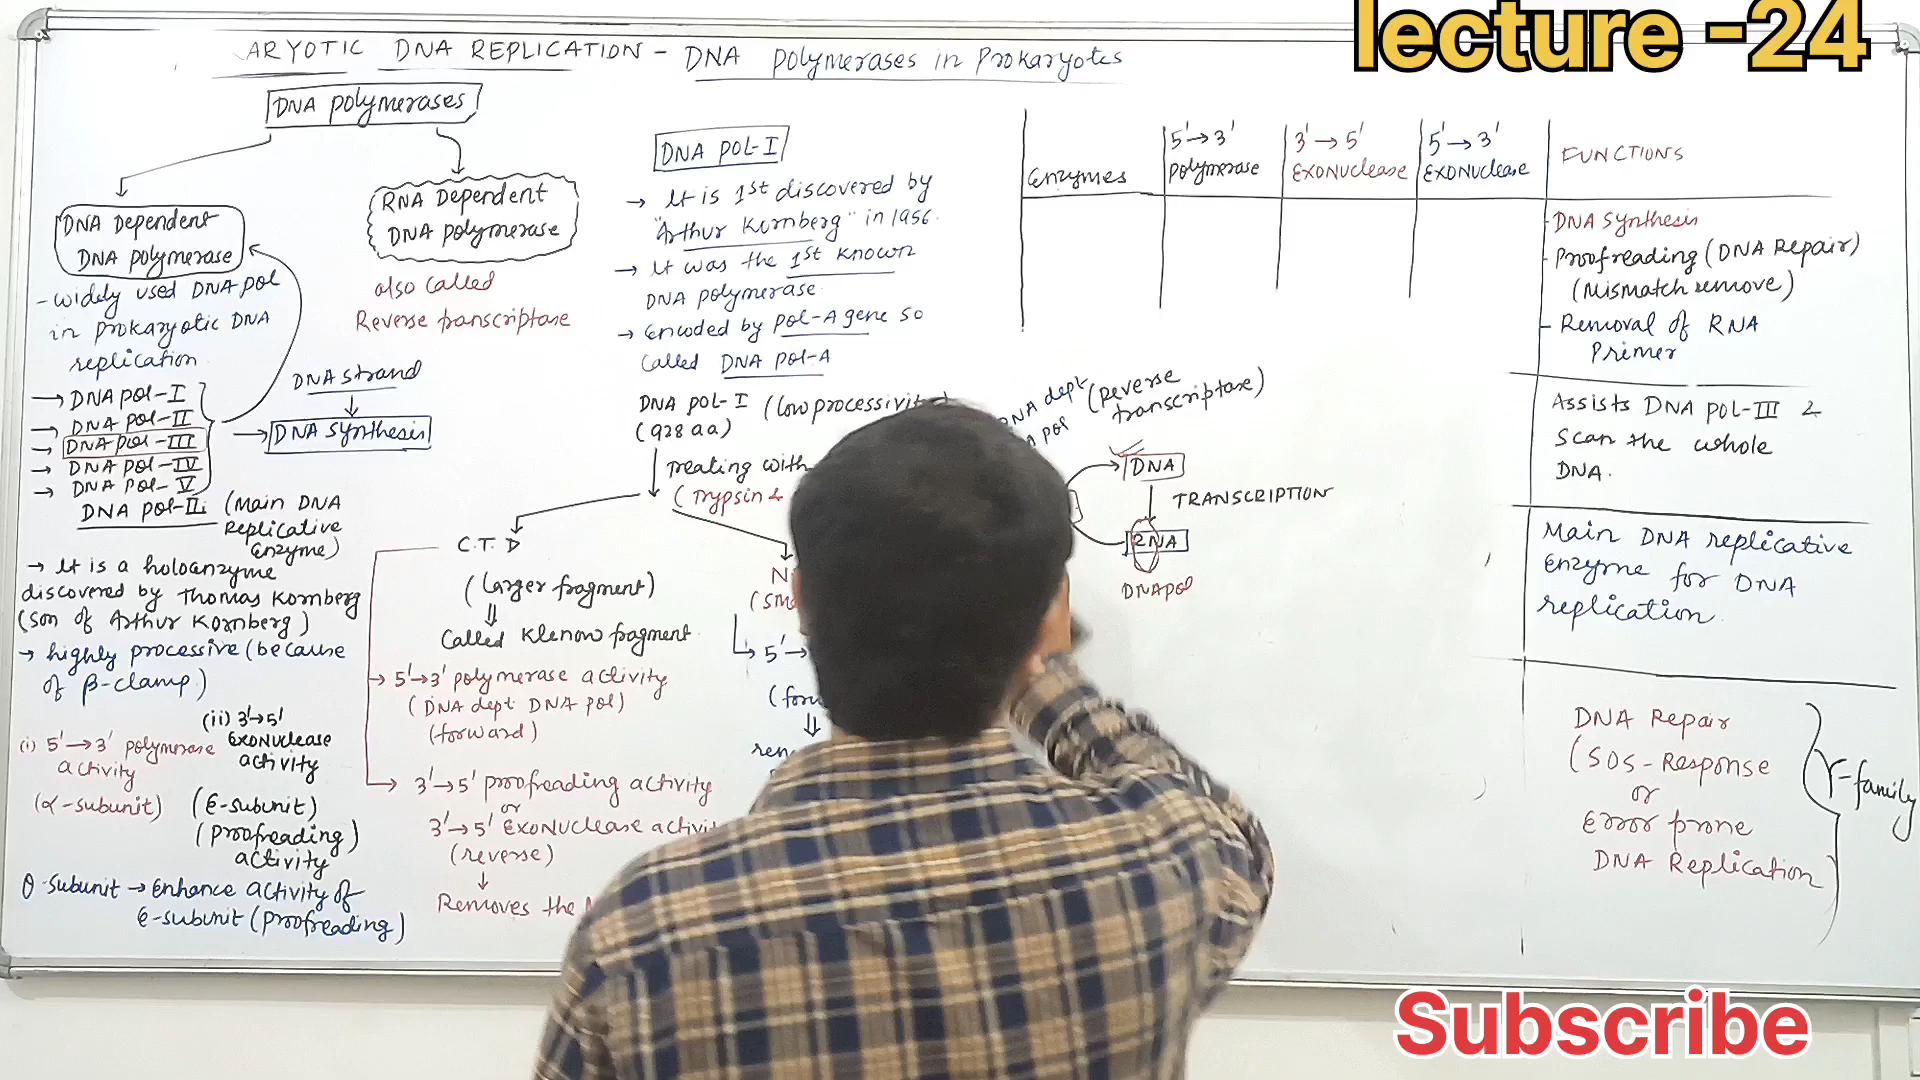 lecture -24
ARYOTIC DNA REPLICATION - DNA polymerases in Prokaryotes
DNA polymerases
DNA Dependent
DNA polymerase
RNA Dependent
DNA polymerase
- widely used DNA pol
in prokaryotic DNA
replication
also called
Reverse transcriptase
→ DNA pol-I
→ DNA pol-II
→ DNA pol-III
→ DNA pol-IV
→ DNA pol-V
DNA strand
→ DNA synthesis
DNA pol-III (Main DNA
Replicative
Enzyme)
→ It is a holoenzyme
discovered by Thomas Kornberg
(son of Arthur Kornberg)
→ highly processive (because
of β-clamp)
(i) 5'→3' polymerase
activity
(α-subunit)
(ii) 3'→5'
EXONUclease
activity
(ε-subunit)
(proofreading)
activity
θ-subunit → Enhance activity of
ε-subunit (proofreading)
DNA pol-I
→ It is 1st discovered by
"Arthur Kornberg" in 1956.
→ It was the 1st known
DNA polymerase
→ Encoded by pol-A gene so
called DNA pol-A
DNA pol-I (low
(928 aa)
Treating with
(Trypsin &
C.T.D
(larger fragment)
⇓
Called Klenow fragment
→ 5'→3' polymerase activity
(DNA dept DNA pol)
(forward)
→ 3'→5' proofreading activity
or
3'→5' EXONUclease
(reverse)
↓
Removes the
N
5'→
⇓
DNA dept (Reverse
transcriptase)
pol
DNA
TRANSCRIPTION
RNA
DNA pol
Enzymes
5'→3'
polymerase
3'→5'
EXONUclease
5'→3'
EXONUclease
FUNCTIONS
- DNA synthesis
- Proofreading (DNA Repair)
(Mismatch remove)
- Removal of RNA
Primer
Assists DNA pol-III &
scan the whole
DNA.
Main DNA replicative
Enzyme for DNA
replication
DNA Repair
(SOS-Response
or
Error prone
DNA Replication
Y-family
Subscribe